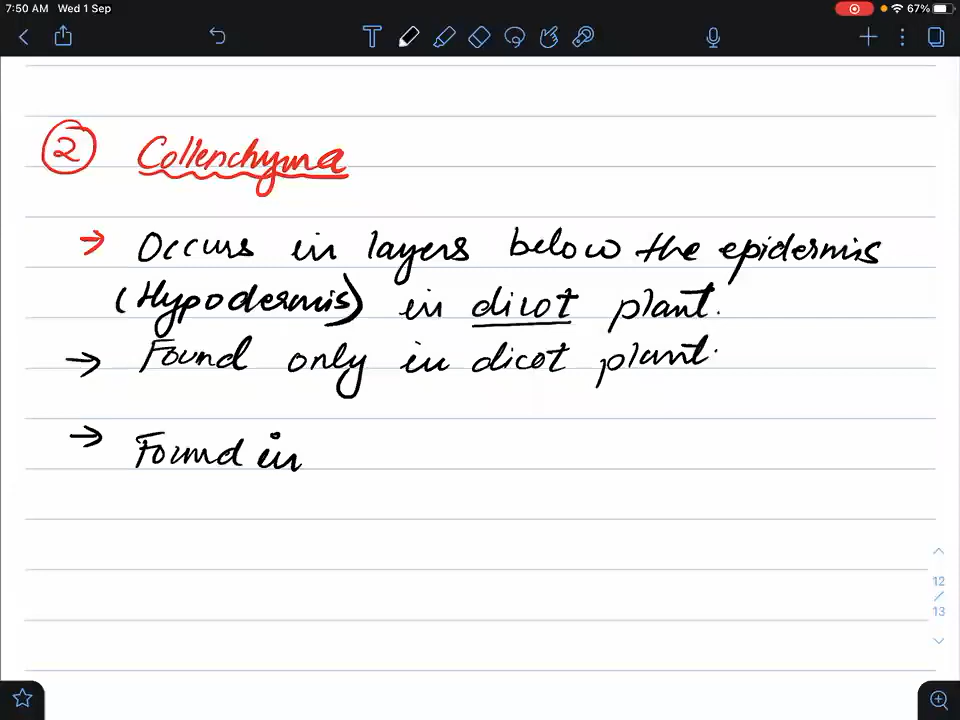 7:50 AM Wed 1 Sep
67%
T
2 Collenchyma
→ Occurs in layers below the epidermis
(Hypodermis) in dicot plant.
→ Found only in dicot plant.
→ Found in
12
/
13